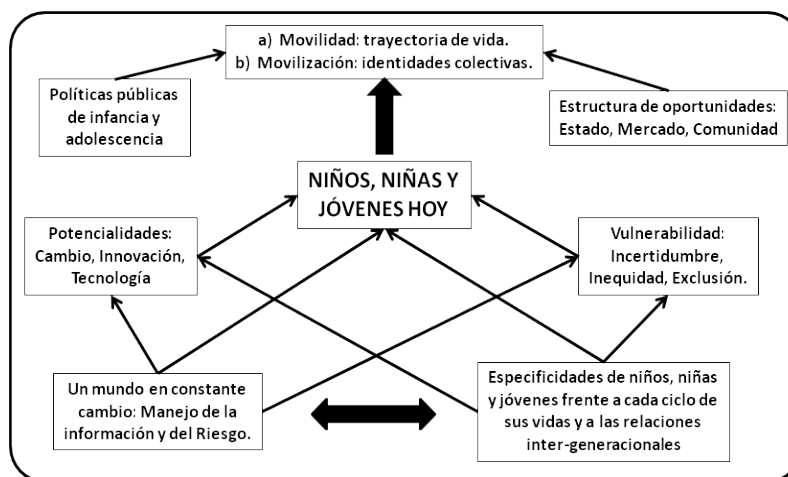 a) Movilidad: trayectoria de vida.
b) Movilización: identidades colectivas.
Políticas públicas
de infancia y
adolescencia
Estructura de oportunidades:
Estado, Mercado, Comunidad
NIÑOS, NIÑAS Y
JÓVENES HOY
Potencialidades:
Cambio, Innovación,
Tecnología
Vulnerabilidad:
Incertidumbre,
Inequidad, Exclusión.
Un mundo en constante
cambio: Manejo de la
información y del Riesgo.
Especificidades de niños, niñas
y jóvenes frente a cada ciclo de
sus vidas y a las relaciones
inter-generacionales